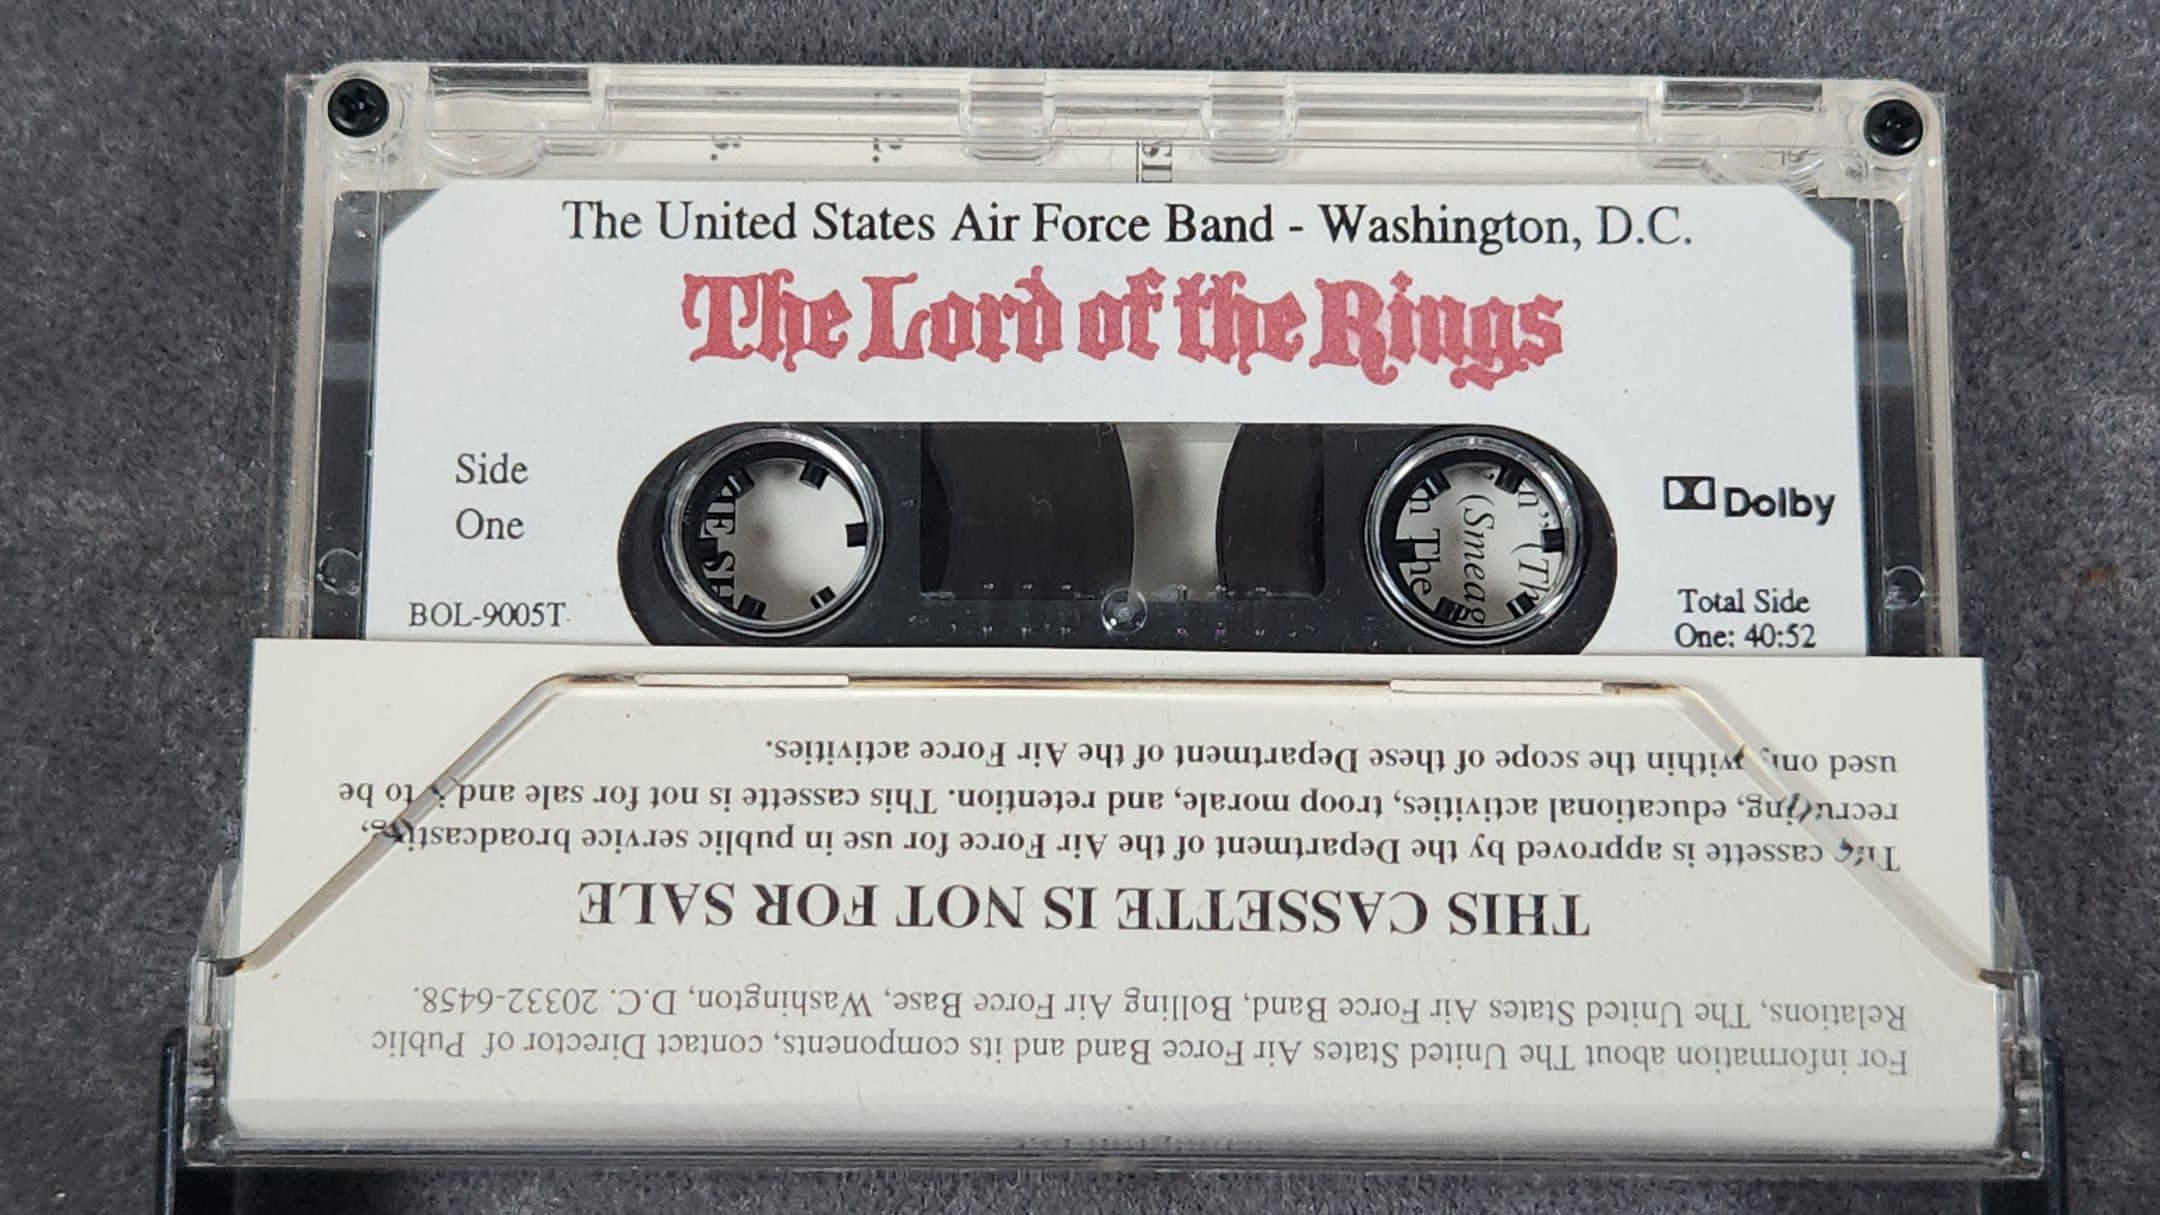 The United States Air Force Band - Washington, D.C.
The Lord of the Rings
Side
One
Dolby
BOL-9005T
Total Side
One: 40:52
For information about The United States Air Force Band and its components, contact Director of Public
Relations, The United States Air Force Band, Bolling Air Force Base, Washington, D.C. 20332-6458.
THIS CASSETTE IS NOT FOR SALE
This cassette is approved by the Department of the Air Force for use in public service broadcasting,
recruiting, educational activities, troop morale, and retention. This cassette is not for sale and is to be
used only within the scope of these Department of the Air Force activities.